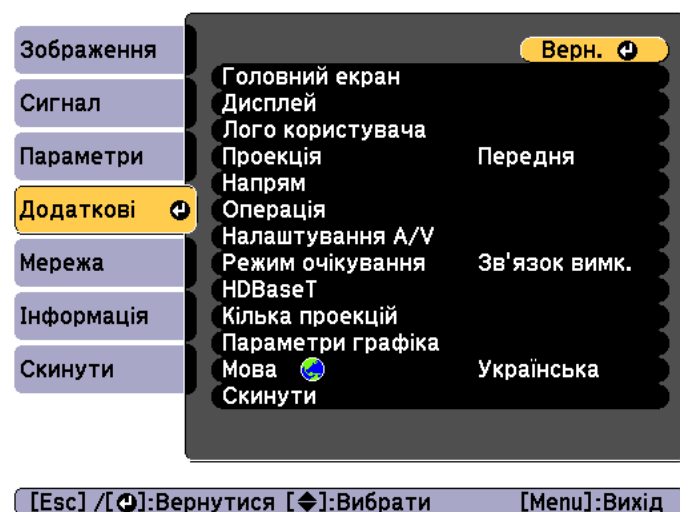 Зображення
Сигнал
Параметри
Додаткові
Мережа
Інформація
Скинути
Верн.
Головний екран
Дисплей
Лого користувача
Проекція Передня
Напрям
Операція
Налаштування A/V
Режим очікування Зв'язок вимк.
HDBaseT
Кілька проекцій
Параметри графіка
Мова Українська
Скинути
[Esc] /[⏎]:Вернутися [◆]:Вибрати [Menu]:Вихід